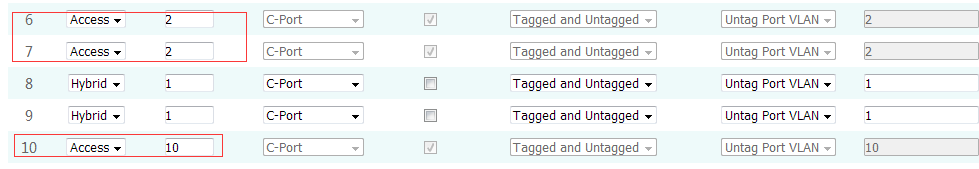 6 Access 2 C-Port Tagged and Untagged Untag Port VLAN 2
7 Access 2 C-Port Tagged and Untagged Untag Port VLAN 2
8 Hybrid 1 C-Port Tagged and Untagged Untag Port VLAN 1
9 Hybrid 1 C-Port Tagged and Untagged Untag Port VLAN 1
10 Access 10 C-Port Tagged and Untagged Untag Port VLAN 10